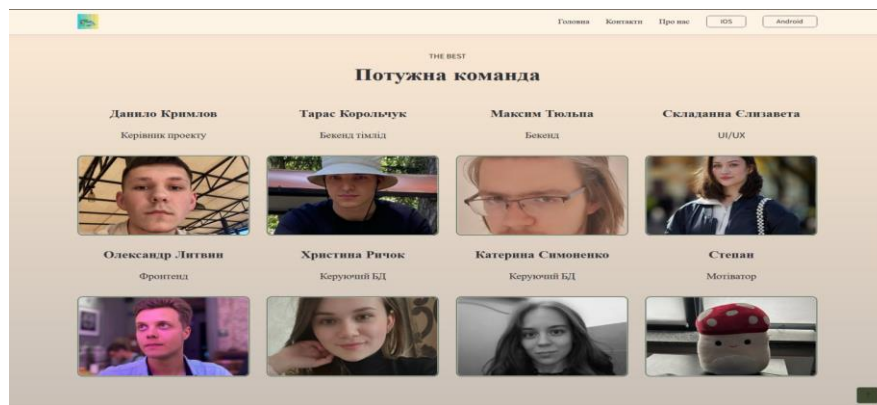 Головна Контакти Про нас IOS Android
THE BEST
Потужна команда
Данило Кримлов Тарас Корольчук Максим Тюльпа Складанна Єлизавета
Керівник проекту Бекенд тімлід Бекенд UI/UX
Олександр Литвин Христина Ричок Катерина Симоненко Степан
Фронтенд Керуючий БД Керуючий БД Мотіватор